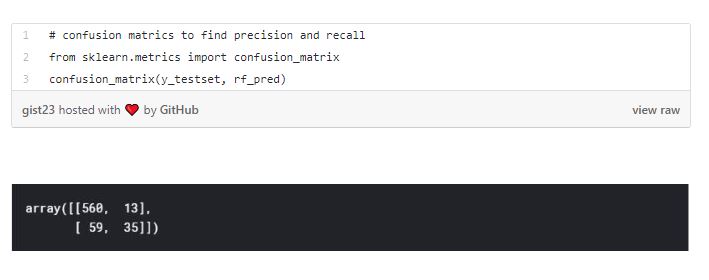 1 # confusion matrics to find precision and recall
2 from sklearn.metrics import confusion_matrix
3 confusion_matrix(y_testset, rf_pred)
gist23 hosted with ❤ by GitHub view raw
array([[560, 13],
[ 59, 35]])